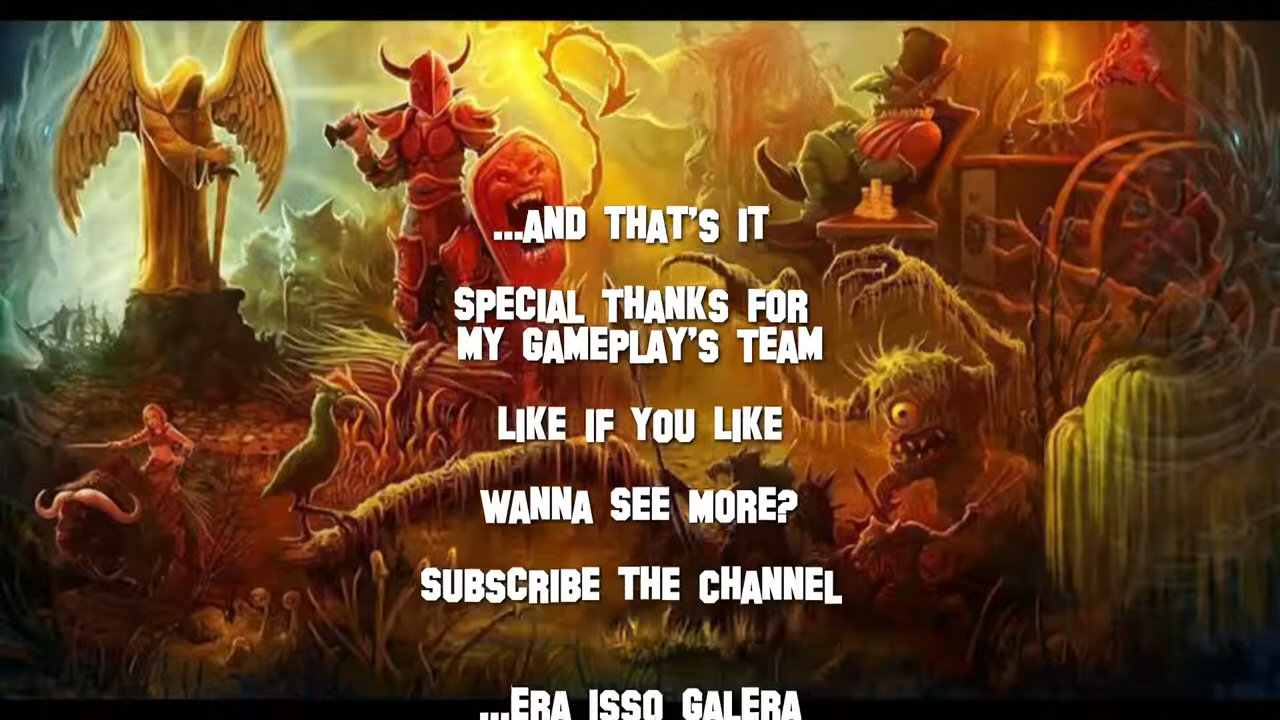 ...AND THAT'S IT
SPECIAL THANKS FOR
MY GAMEPLAY'S TEAM
LIKE IF YOU LIKE
WANNA SEE MORE?
SUBSCRIBE THE CHANNEL
...ERA ISSO GALERA